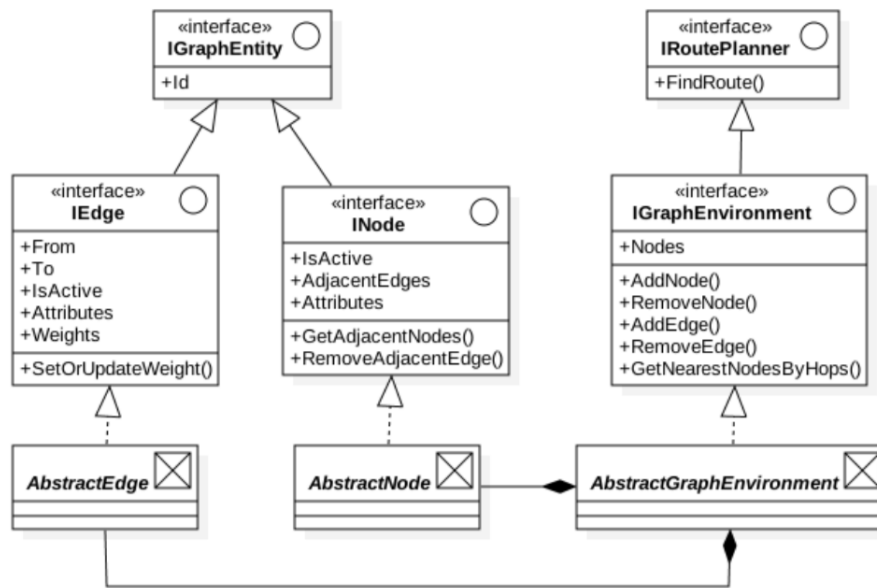 «interface»
IGraphEntity
+Id
«interface»
IRoutePlanner
+FindRoute()
«interface»
IEdge
+From
+To
+IsActive
+Attributes
+Weights
+SetOrUpdateWeight()
«interface»
INode
+IsActive
+AdjacentEdges
+Attributes
+GetAdjacentNodes()
+RemoveAdjacentEdge()
«interface»
IGraphEnvironment
+Nodes
+AddNode()
+RemoveNode()
+AddEdge()
+RemoveEdge()
+GetNearestNodesByHops()
AbstractEdge
AbstractNode
AbstractGraphEnvironment